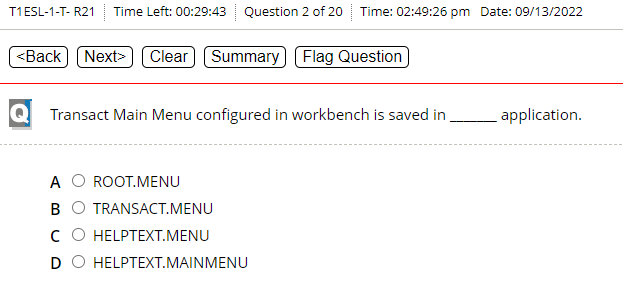 T1ESL-1-T- R21 Time Left: 00:29:43 Question 2 of 20 Time: 02:49:26 pm Date: 09/13/2022
<Back Next> Clear Summary Flag Question
Q Transact Main Menu configured in workbench is saved in _______ application.
A ROOT.MENU
B TRANSACT.MENU
C HELPTEXT.MENU
D HELPTEXT.MAINMENU